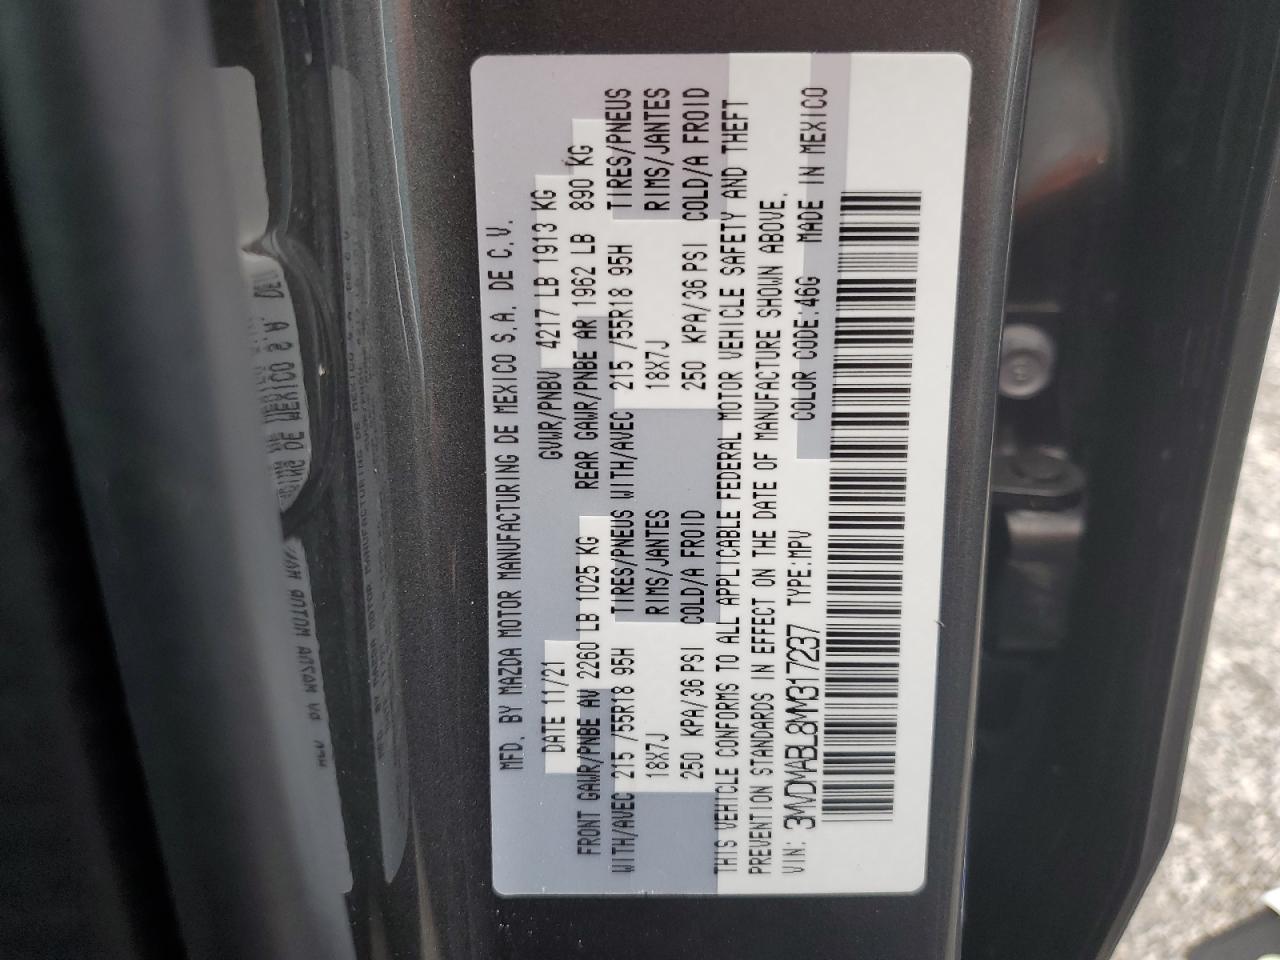 MFD. BY MAZDA MOTOR MANUFACTURING DE MEXICO S.A. DE C.V.
DATE 11/21 GVWR/PNBV 4217 LB 1913 KG
FRONT GAWR/PNBE AV 2260 LB 1025 KG REAR GAWR/PNBE AR 1962 LB 890 KG
WITH/AVEC 215 /55R18 95H TIRES/PNEUS WITH/AVEC 215 /55R18 95H TIRES/PNEUS
18X7J RIMS/JANTES 18X7J RIMS/JANTES
250 KPA/36 PSI COLD/A FROID 250 KPA/36 PSI COLD/A FROID
THIS VEHICLE CONFORMS TO ALL APPLICABLE FEDERAL MOTOR VEHICLE SAFETY AND THEFT
PREVENTION STANDARDS IN EFFECT ON THE DATE OF MANUFACTURE SHOWN ABOVE.
VIN: 3MVDMABL8MM317237 TYPE:MPV COLOR CODE:46G MADE IN MEXICO